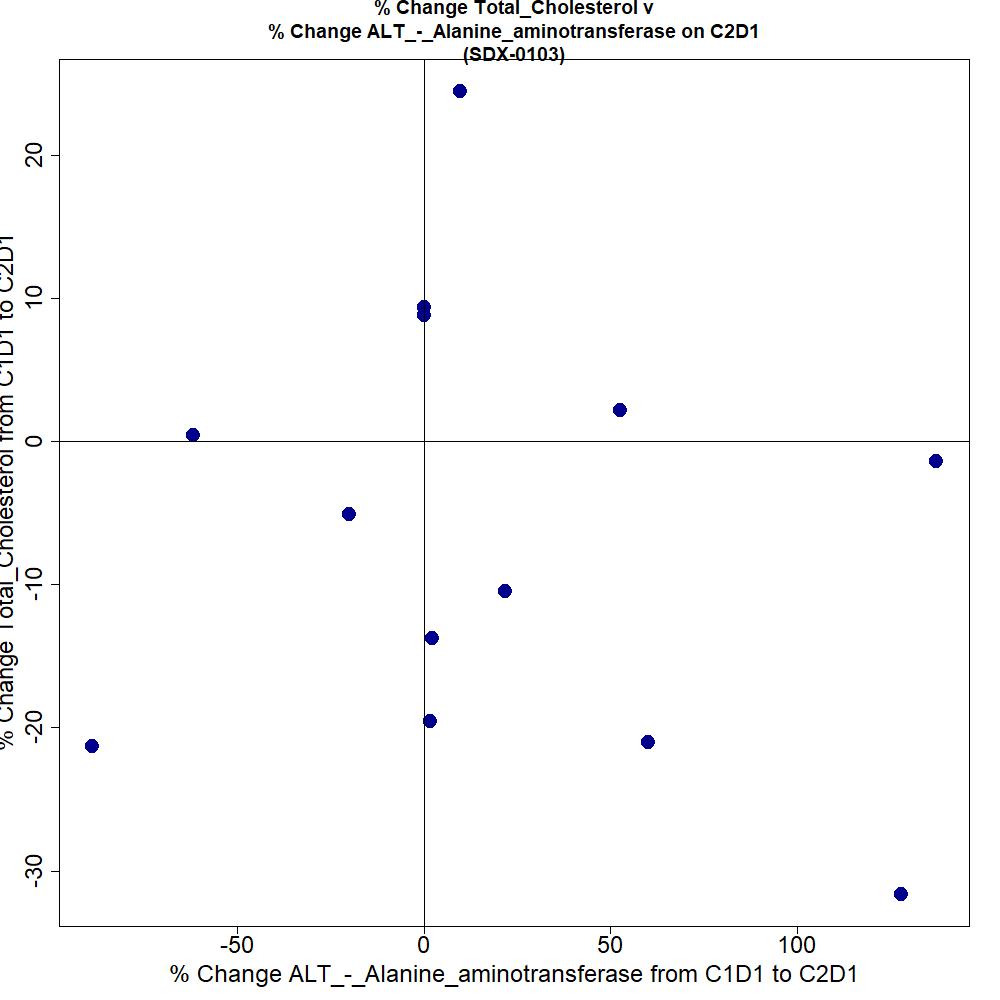 % Change Total_Cholesterol v
% Change ALT_-_Alanine_aminotransferase on C2D1
(SDX-0103)
% Change Total_Cholesterol from C1D1 to C2D1
20
10
0
-10
-20
-30
-50
0
50
100
% Change ALT_-_Alanine_aminotransferase from C1D1 to C2D1